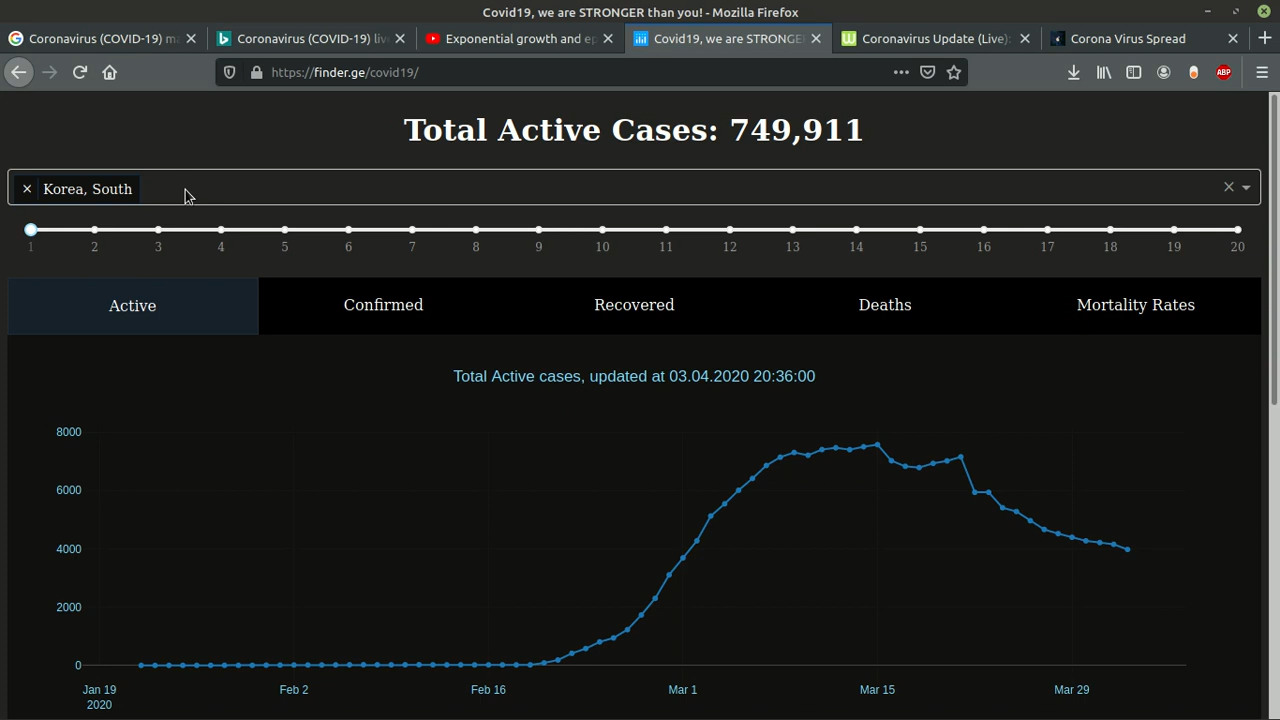 Covid19, we are STRONGER than you! - Mozilla Firefox
Coronavirus (COVID-19) m
Coronavirus (COVID-19) liv
Exponential growth and ep
Covid19, we are STRONGE
Coronavirus Update (Live):
Corona Virus Spread
https://finder.ge/covid19/
ABP
Total Active Cases: 749,911
× Korea, South
1 2 3 4 5 6 7 8 9 10 11 12 13 14 15 16 17 18 19 20
Active Confirmed Recovered Deaths Mortality Rates
Total Active cases, updated at 03.04.2020 20:36:00
8000
6000
4000
2000
0
Jan 19 Feb 2 Feb 16 Mar 1 Mar 15 Mar 29
2020